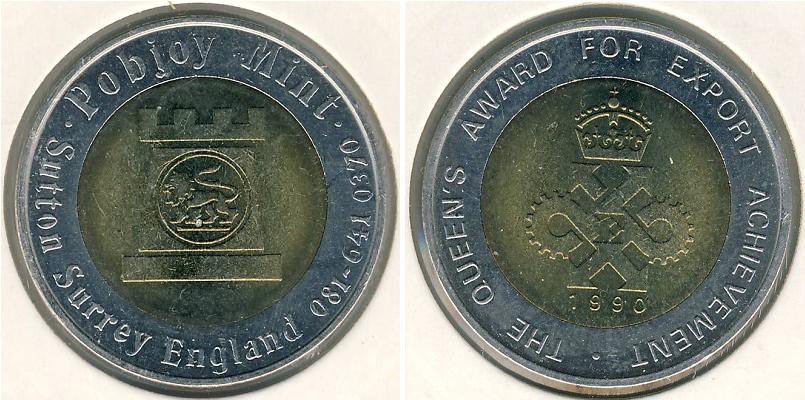 · Pobjoy Mint ·
Sutton Surrey England 081-641 0370
THE QUEEN'S AWARD FOR EXPORT ACHIEVEMENT ·
E
1990